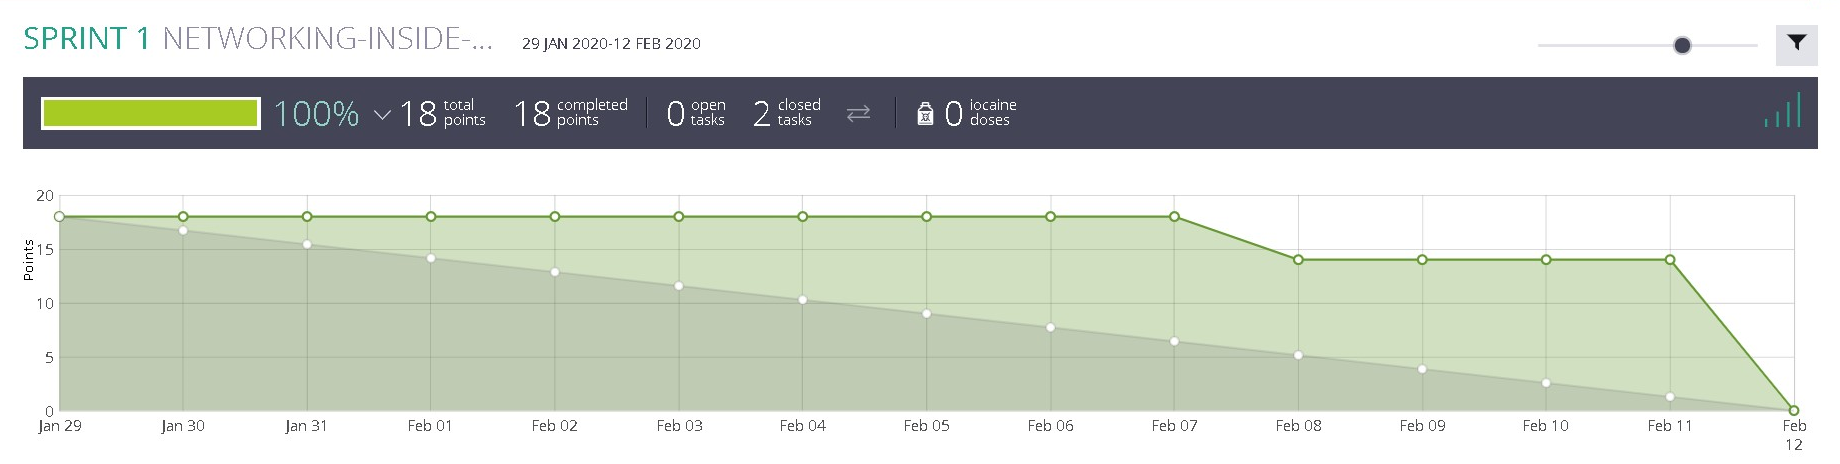 SPRINT 1 NETWORKING-INSIDE-... 29 JAN 2020-12 FEB 2020
100% 18 total points 18 completed points 0 open tasks 2 closed tasks 0 iocaine doses
20
15
10
5
0
Points
Jan 29 Jan 30 Jan 31 Feb 01 Feb 02 Feb 03 Feb 04 Feb 05 Feb 06 Feb 07 Feb 08 Feb 09 Feb 10 Feb 11 Feb 12